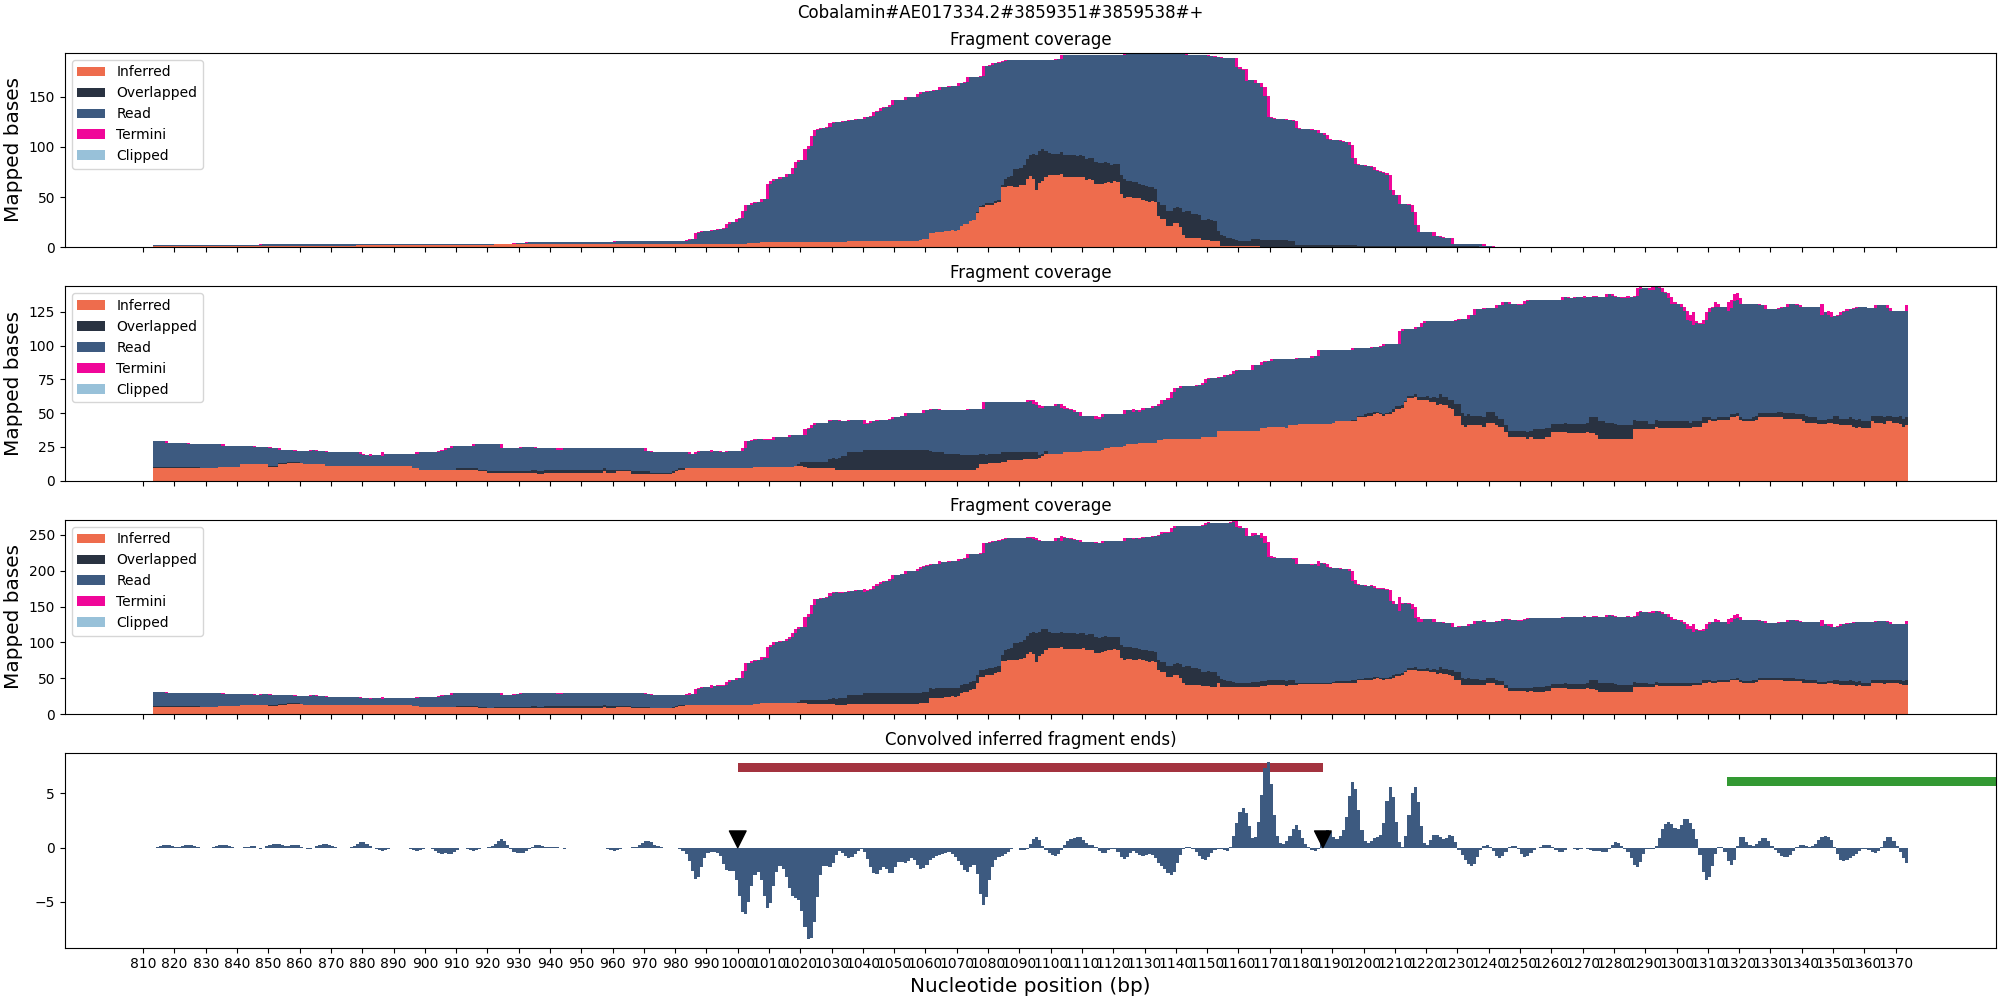 Cobalamin#AE017334.2#3859351#3859538#+
Fragment coverage
Mapped bases
150
100
50
0
Inferred
Overlapped
Read
Termini
Clipped
Fragment coverage
Mapped bases
125
100
75
50
25
0
Inferred
Overlapped
Read
Termini
Clipped
Fragment coverage
Mapped bases
250
200
150
100
50
0
Inferred
Overlapped
Read
Termini
Clipped
Convolved inferred fragment ends)
5
0
−5
810 820 830 840 850 860 870 880 890 900 910 920 930 940 950 960 970 980 990 1000 1010 1020 1030 1040 1050 1060 1070 1080 1090 1100 1110 1120 1130 1140 1150 1160 1170 1180 1190 1200 1210 1220 1230 1240 1250 1260 1270 1280 1290 1300 1310 1320 1330 1340 1350 1360 1370
Nucleotide position (bp)